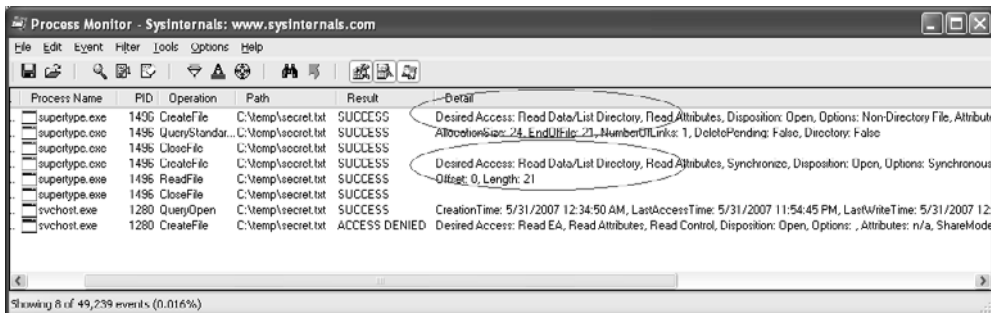 Process Monitor - Sysinternals: www.sysinternals.com
File Edit Event Filter Tools Options Help
Process Name PID Operation Path Result Detail
supertype.exe 1496 CreateFile C:\temp\secret.txt SUCCESS Desired Access: Read Data/List Directory, Read Attributes, Disposition: Open, Options: Non-Directory File, Attribute
supertype.exe 1496 QueryStandar... C:\temp\secret.txt SUCCESS AllocationSize: 24, EndOfFile: 21, NumberOfLinks: 1, DeletePending: False, Directory: False
supertype.exe 1496 CloseFile C:\temp\secret.txt SUCCESS
supertype.exe 1496 CreateFile C:\temp\secret.txt SUCCESS Desired Access: Read Data/List Directory, Read Attributes, Synchronize, Disposition: Open, Options: Synchronous
supertype.exe 1496 ReadFile C:\temp\secret.txt SUCCESS Offset: 0, Length: 21
supertype.exe 1496 CloseFile C:\temp\secret.txt SUCCESS
svchost.exe 1280 QueryOpen C:\temp\secret.txt SUCCESS CreationTime: 5/31/2007 12:34:50 AM, LastAccessTime: 5/31/2007 11:54:45 PM, LastWriteTime: 5/31/2007 12:
svchost.exe 1280 CreateFile C:\temp\secret.txt ACCESS DENIED Desired Access: Read EA, Read Attributes, Read Control, Disposition: Open, Options: , Attributes: n/a, ShareMode
Showing 8 of 49,239 events (0.016%)